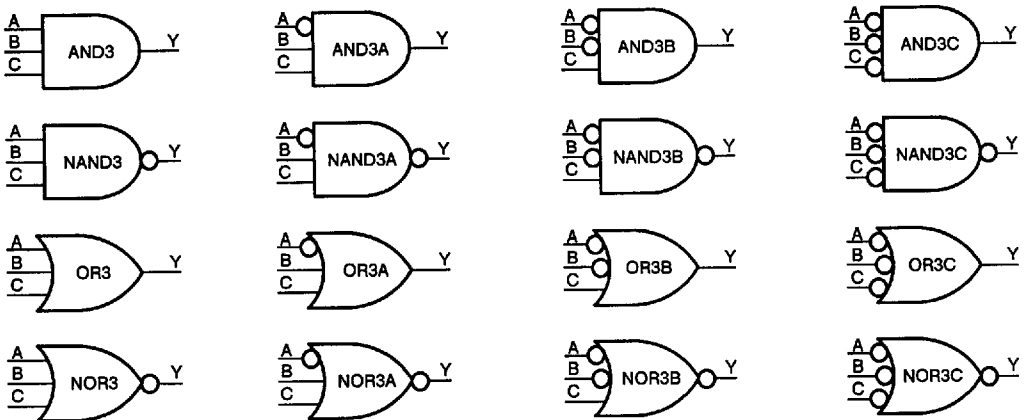 A B C AND3 Y
A B C AND3A Y
A B C AND3B Y
A B C AND3C Y
A B C NAND3 Y
A B C NAND3A Y
A B C NAND3B Y
A B C NAND3C Y
A B C OR3 Y
A B C OR3A Y
A B C OR3B Y
A B C OR3C Y
A B C NOR3 Y
A B C NOR3A Y
A B C NOR3B Y
A B C NOR3C Y